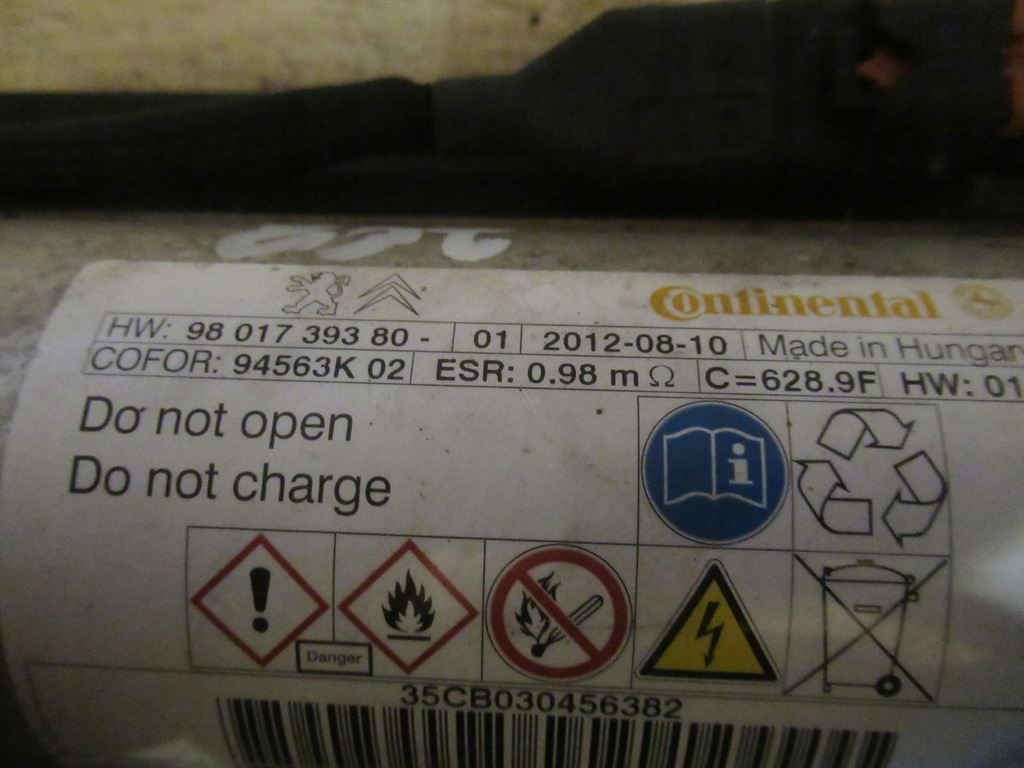 Continental
HW: 98 017 393 80 - 01 2012-08-10 Made in Hungar
COFOR: 94563K 02 ESR: 0.98 m Ω C=628.9F HW: 01
Do not open
Do not charge
i
Danger
35CB030456382